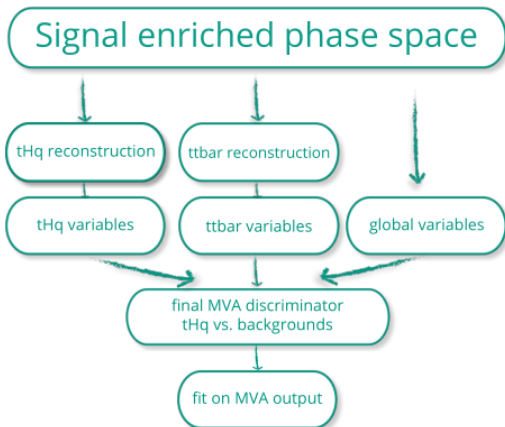 Signal enriched phase space
tHq reconstruction
ttbar reconstruction
tHq variables
ttbar variables
global variables
final MVA discriminator
tHq vs. backgrounds
fit on MVA output